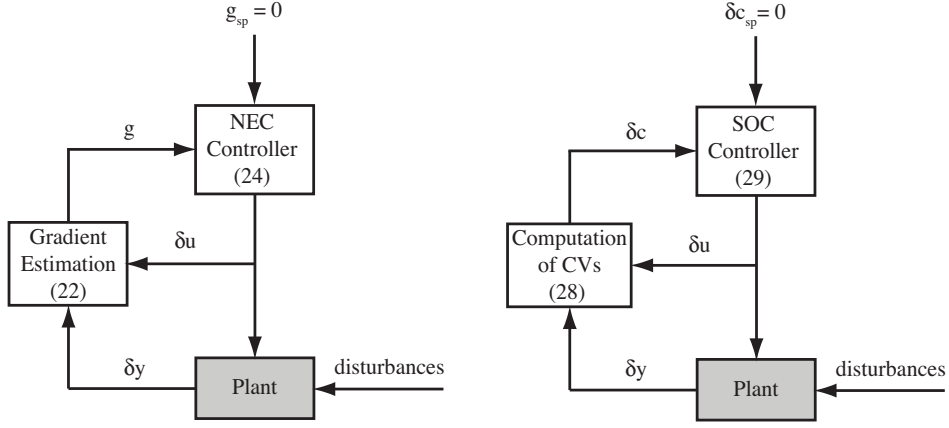 g_sp = 0
NEC
Controller
(24)
g
Gradient
Estimation
(22)
δu
δy
Plant
disturbances
δc_sp = 0
SOC
Controller
(29)
δc
Computation
of CVs
(28)
δu
δy
Plant
disturbances